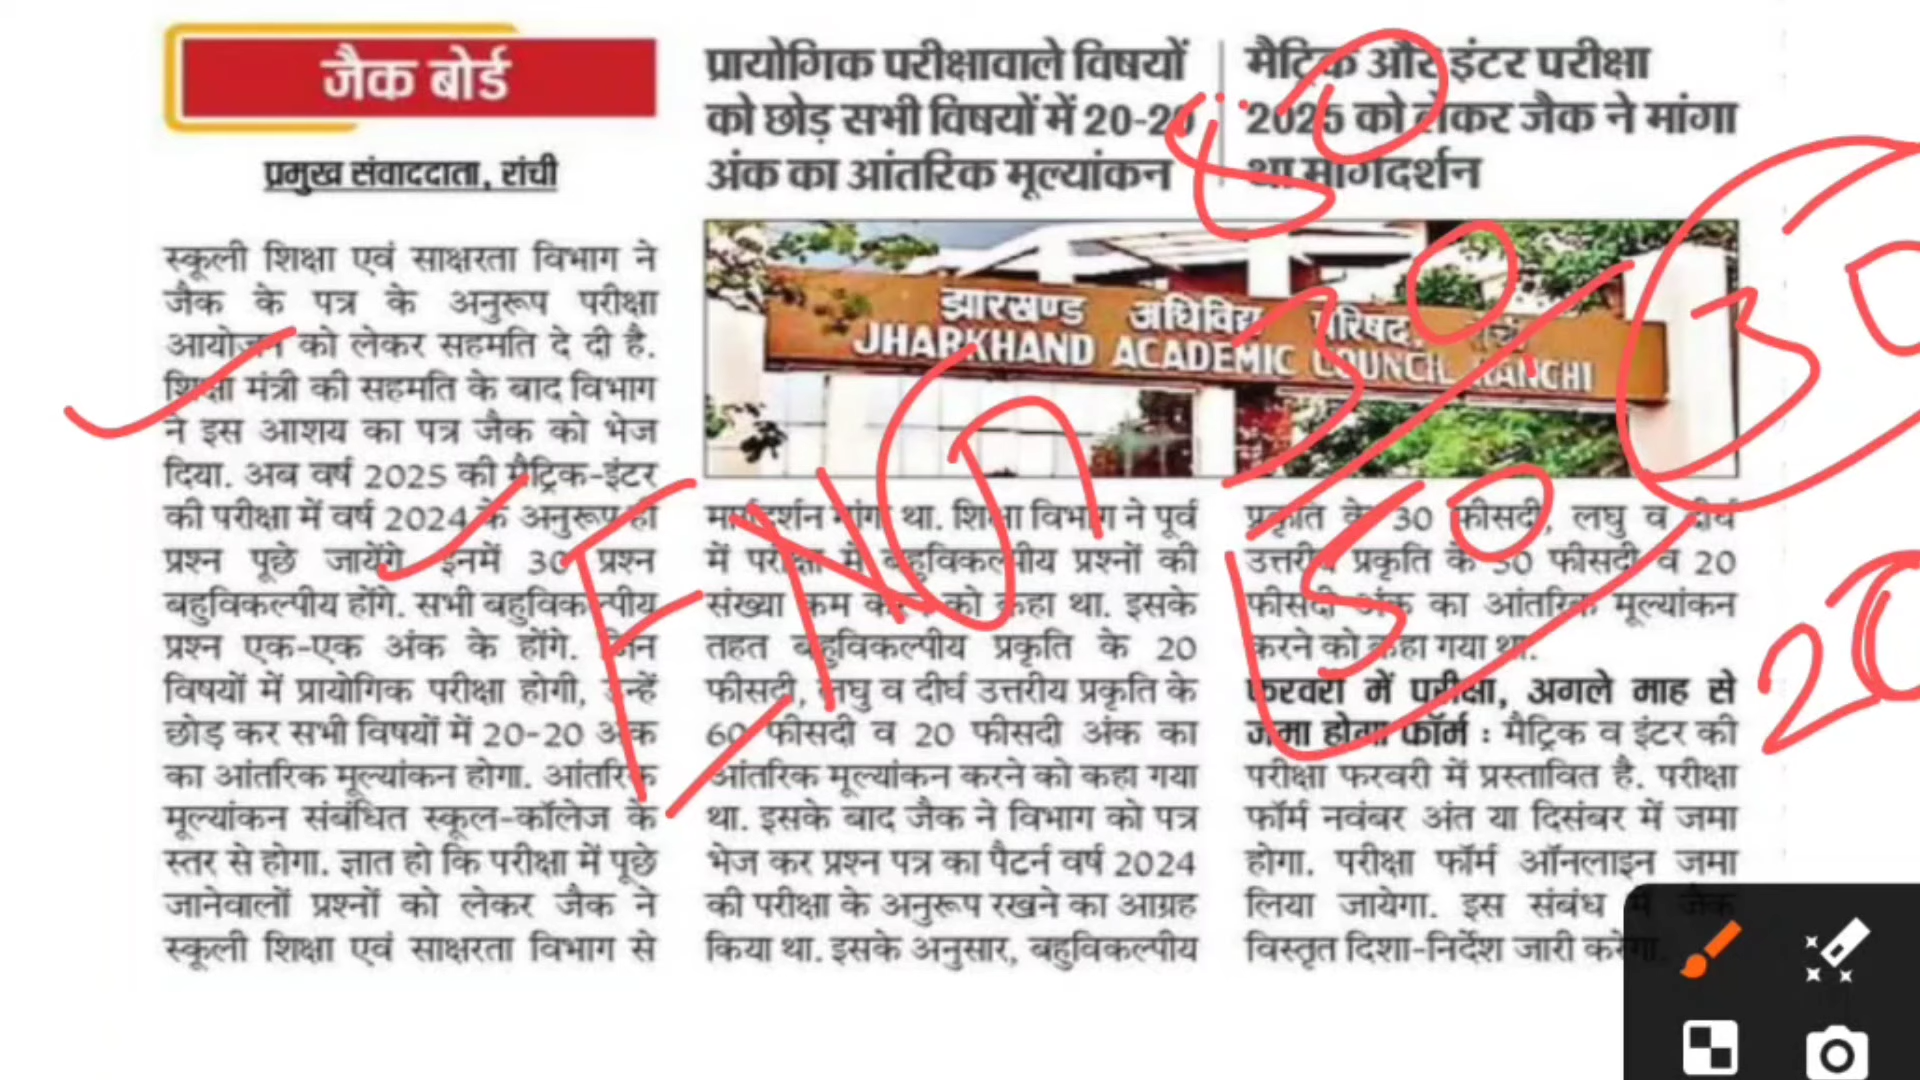 जैक बोर्ड
प्रमुख संवाददाता, रांची
स्कूली शिक्षा एवं साक्षरता विभाग ने
जैक के पत्र के अनुरूप परीक्षा
आयोजन को लेकर सहमति दे दी है.
शिक्षा मंत्री की सहमति के बाद विभाग
ने इस आशय का पत्र जैक को भेज
दिया. अब वर्ष 2025 की मैट्रिक-इंटर
की परीक्षा में वर्ष 2024 के अनुरूप ही
प्रश्न पूछे जायेंगे इनमें 30 प्रश्न
बहुविकल्पीय होंगे. सभी बहुविकल्पीय
प्रश्न एक-एक अंक के होंगे. जिन
विषयों में प्रायोगिक परीक्षा होगी, उन्हें
छोड़ कर सभी विषयों में 20-20 अंक
का आंतरिक मूल्यांकन होगा. आंतरिक
मूल्यांकन संबंधित स्कूल-कॉलेज के
स्तर से होगा. ज्ञात हो कि परीक्षा में पूछे
जानेवालों प्रश्नों को लेकर जैक ने
स्कूली शिक्षा एवं साक्षरता विभाग से
प्रायोगिक परीक्षावाले विषयों
को छोड़ सभी विषयों में 20-20
अंक का आंतरिक मूल्यांकन
मैट्रिक और इंटर परीक्षा
2025 को लेकर जैक ने मांगा
था मार्गदर्शन
झारखण्ड अधिविद्य परिषद्
JHARKHAND ACADEMIC COUNCIL RANCHI
मार्गदर्शन मांगा था. शिक्षा विभाग ने पूर्व
में परीक्षा में बहुविकल्पीय प्रश्नों की
संख्या कम करने को कहा था. इसके
तहत बहुविकल्पीय प्रकृति के 20
फीसदी, लघु व दीर्घ उत्तरीय प्रकृति के
60 फीसदी व 20 फीसदी अंक का
आंतरिक मूल्यांकन करने को कहा गया
था. इसके बाद जैक ने विभाग को पत्र
भेज कर प्रश्न पत्र का पैटर्न वर्ष 2024
की परीक्षा के अनुरूप रखने का आग्रह
किया था. इसके अनुसार, बहुविकल्पीय
प्रकृति के 30 फीसदी, लघु व दीर्घ
उत्तरीय प्रकृति के 50 फीसदी व 20
फीसदी अंक का आंतरिक मूल्यांकन
करने को कहा गया था.
फरवरी में परीक्षा, अगले माह से
जमा होगा फॉर्म : मैट्रिक व इंटर की
परीक्षा फरवरी में प्रस्तावित है. परीक्षा
फॉर्म नवंबर अंत या दिसंबर में जमा
होगा. परीक्षा फॉर्म ऑनलाइन जमा
लिया जायेगा. इस संबंध में जैक
विस्तृत दिशा-निर्देश जारी करेगा.
80
30
50
30
20